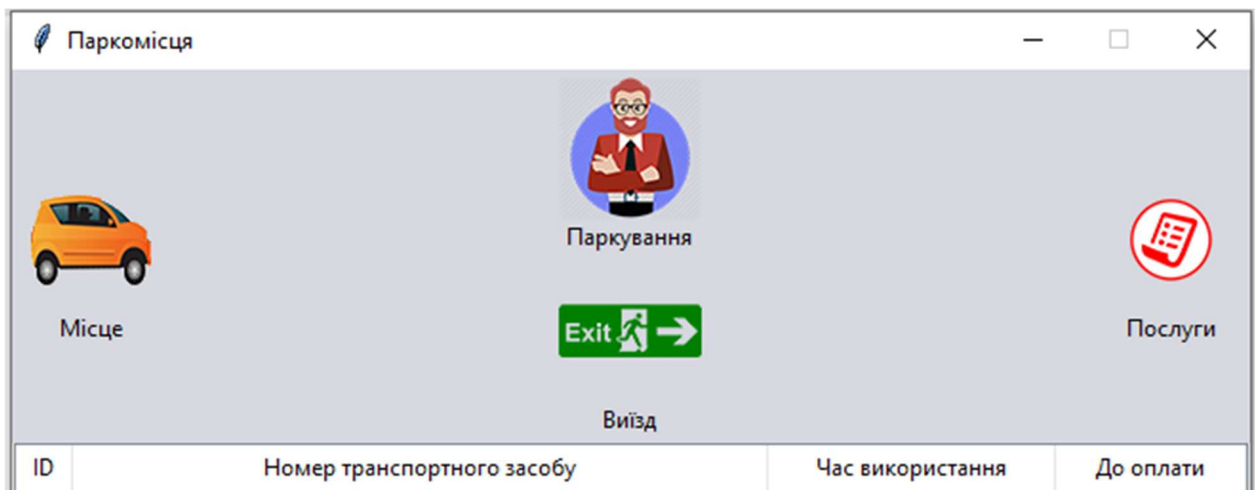 Паркомісця
Паркування
Місце
Послуги
Exit
Виїзд
ID Номер транспортного засобу Час використання До оплати